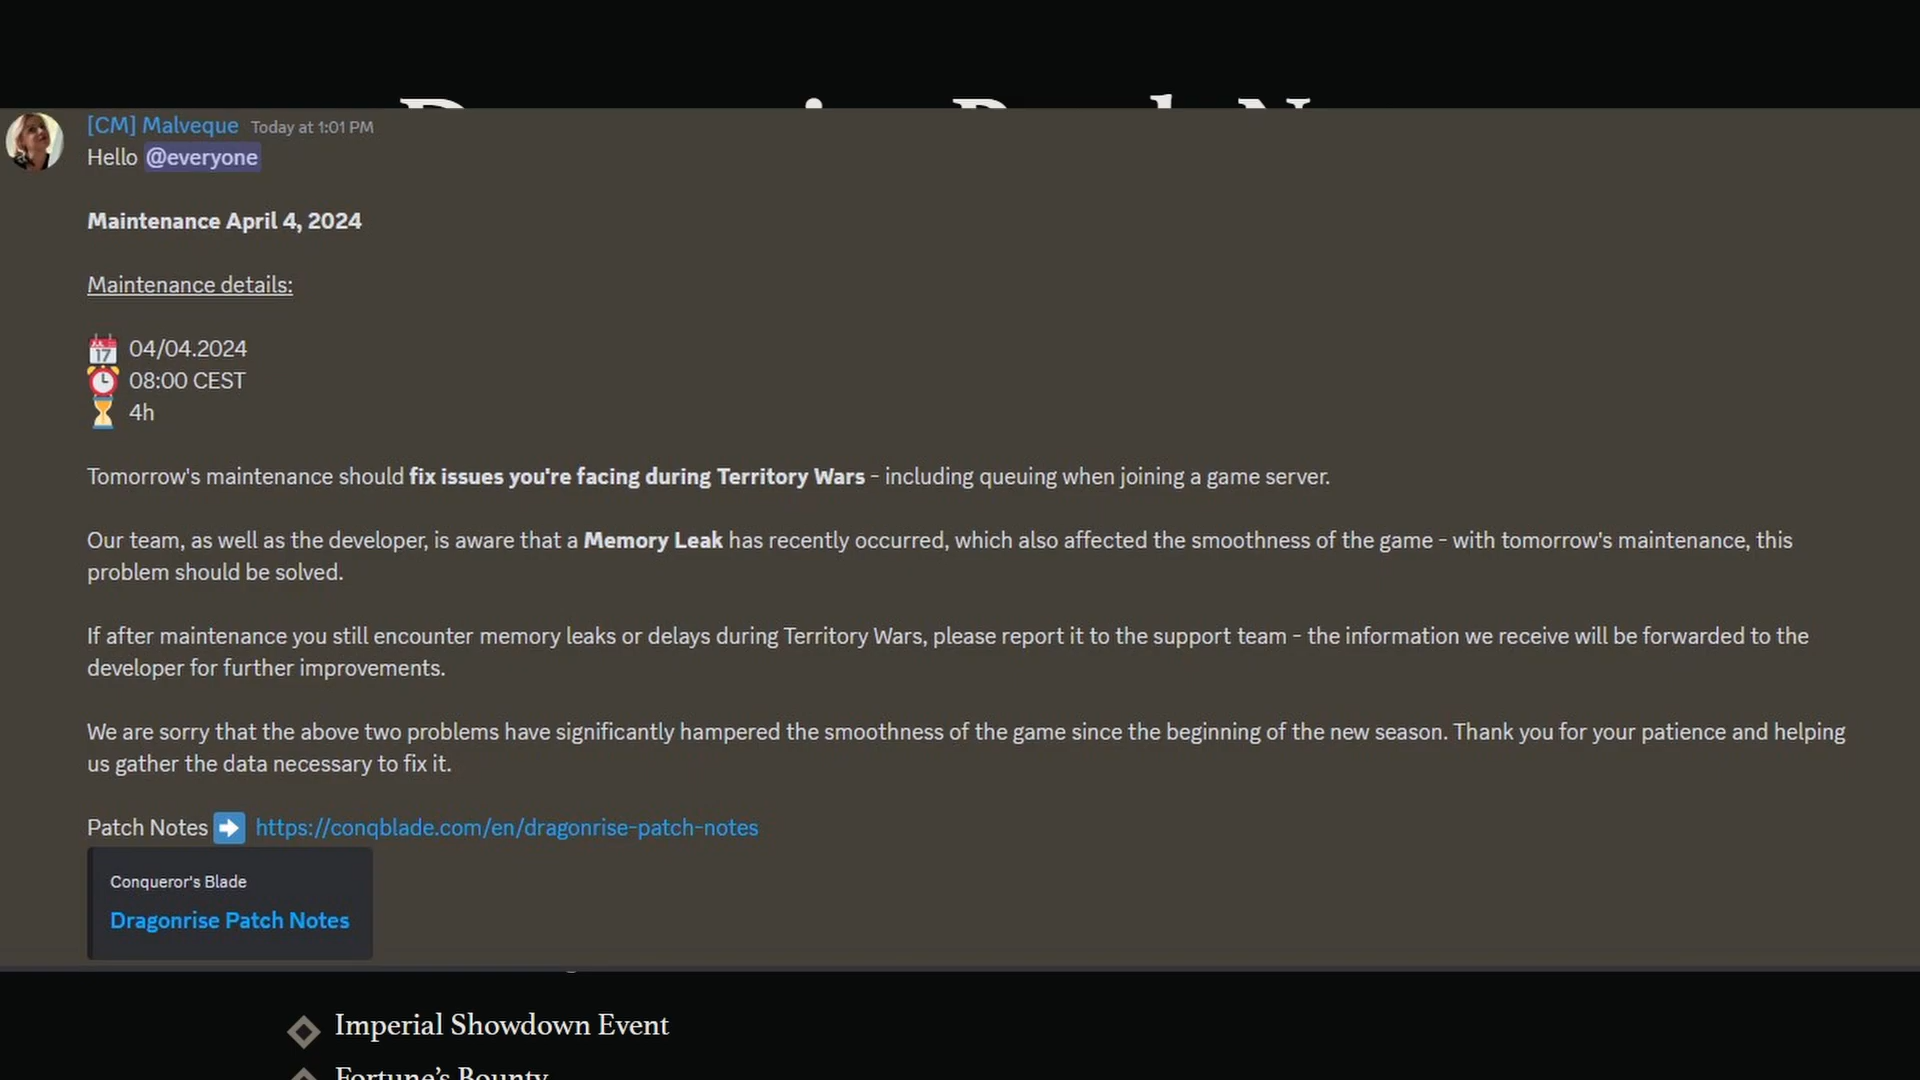 [CM] Malveque Today at 1:01 PM
Hello @everyone
Maintenance April 4, 2024
Maintenance details:
04/04.2024
08:00 CEST
4h
Tomorrow's maintenance should fix issues you're facing during Territory Wars - including queuing when joining a game server.
Our team, as well as the developer, is aware that a Memory Leak has recently occurred, which also affected the smoothness of the game - with tomorrow's maintenance, this
problem should be solved.
If after maintenance you still encounter memory leaks or delays during Territory Wars, please report it to the support team - the information we receive will be forwarded to the
developer for further improvements.
We are sorry that the above two problems have significantly hampered the smoothness of the game since the beginning of the new season. Thank you for your patience and helping
us gather the data necessary to fix it.
Patch Notes https://conqblade.com/en/dragonrise-patch-notes
Conqueror's Blade
Dragonrise Patch Notes
Imperial Showdown Event
Fortune’s Bounty